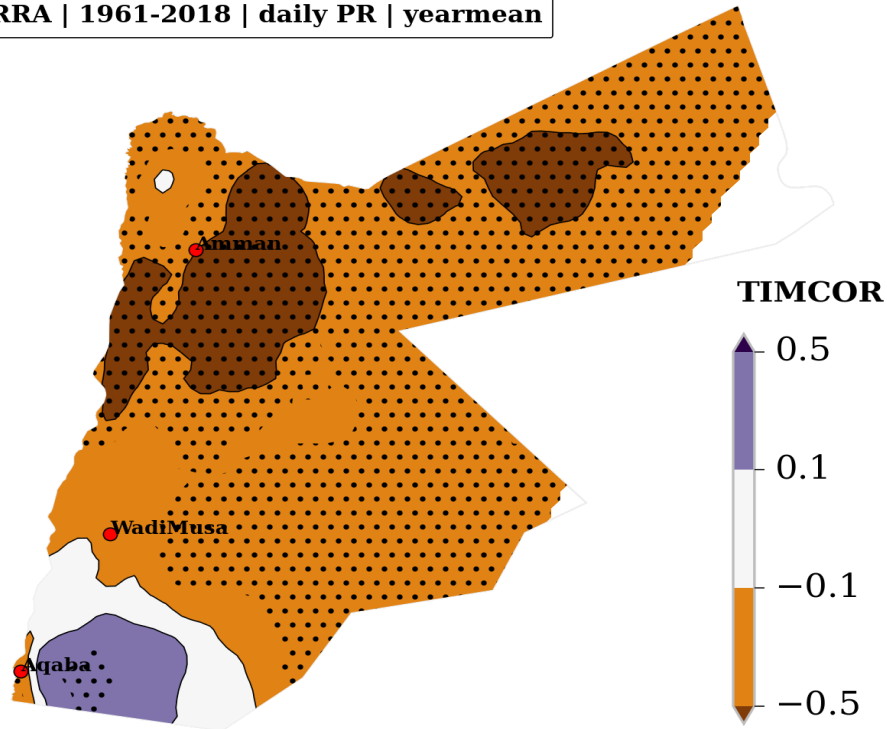 RRA | 1961-2018 | daily PR | yearmean
Amman
TIMCOR
0.5
0.1
WadiMusa
−0.1
Aqaba
−0.5